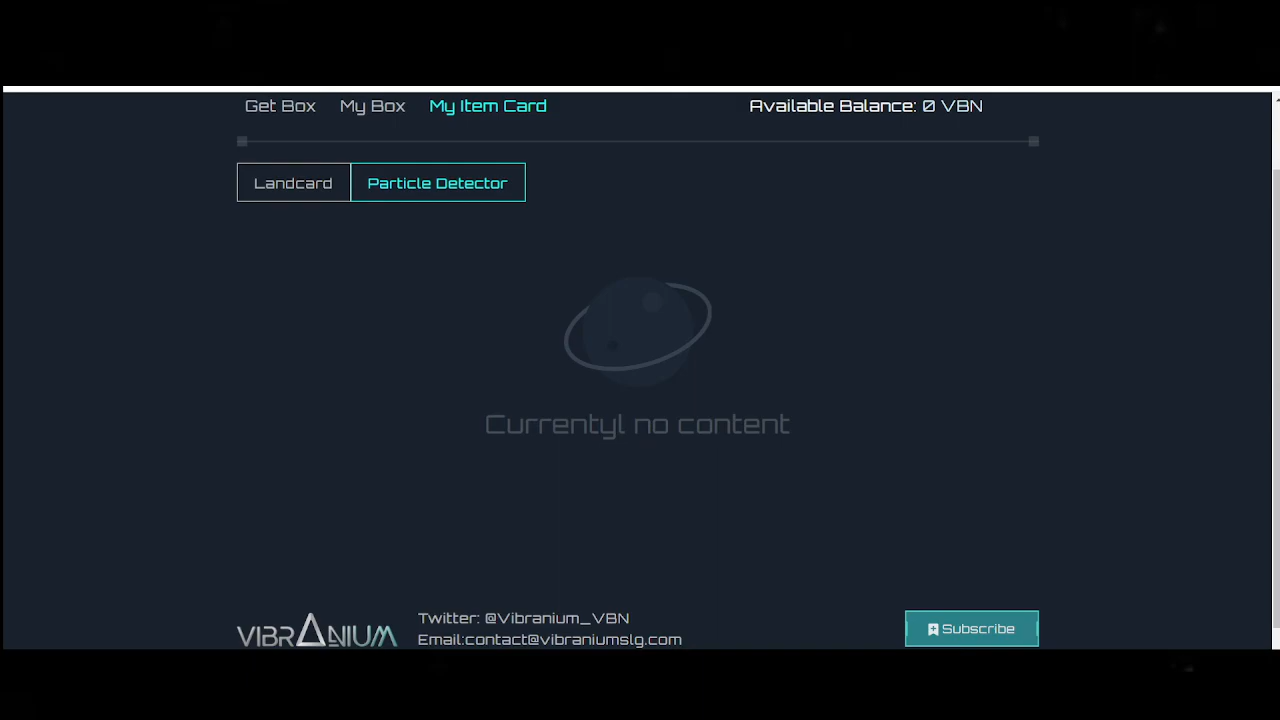 Get Box My Box My Item Card Available Balance: 0 VBN
Landcard Particle Detector
Currentyl no content
VIBRANIUM
Twitter: @Vibranium_VBN
Email:contact@vibraniumslg.com
Subscribe